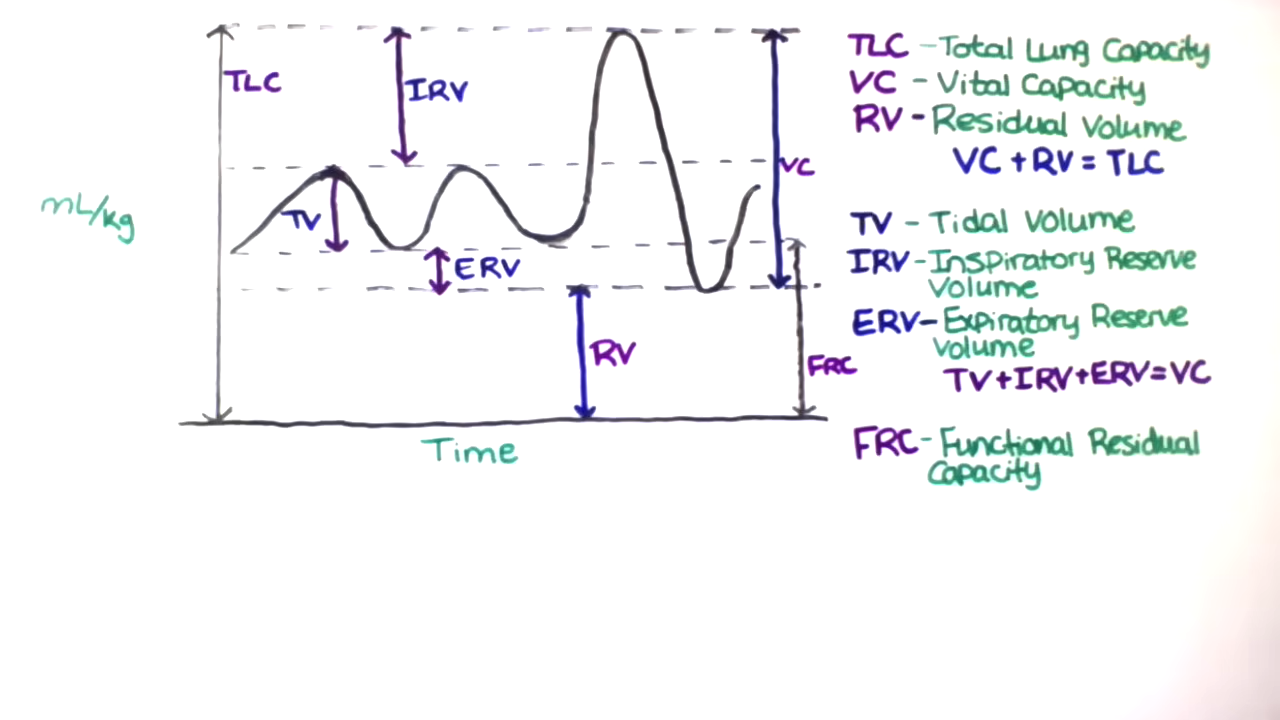 TLC
IRV
TV
ERV
RV
VC
FRC
mL/kg
Time
TLC - Total Lung Capacity
VC - Vital Capacity
RV - Residual Volume
VC + RV = TLC
TV - Tidal Volume
IRV - Inspiratory Reserve
Volume
ERV - Expiratory Reserve
Volume
TV + IRV + ERV = VC
FRC - Functional Residual
Capacity